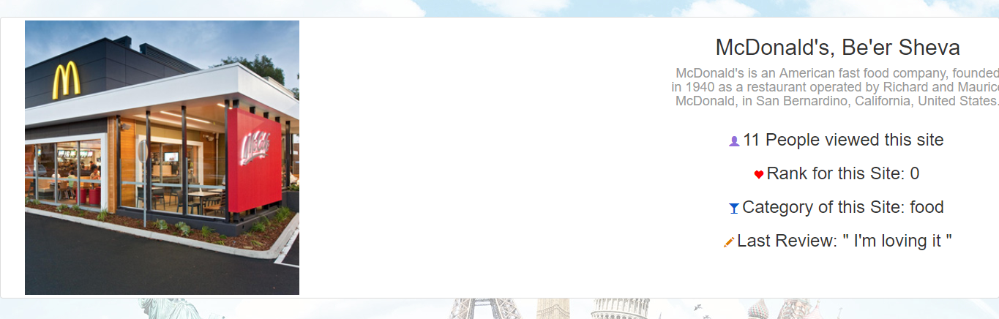 McDonald's, Be'er Sheva
McDonald's is an American fast food company, founded
in 1940 as a restaurant operated by Richard and Maurice
McDonald, in San Bernardino, California, United States.
11 People viewed this site
Rank for this Site: 0
Category of this Site: food
Last Review: " I'm loving it "
M
McCafé